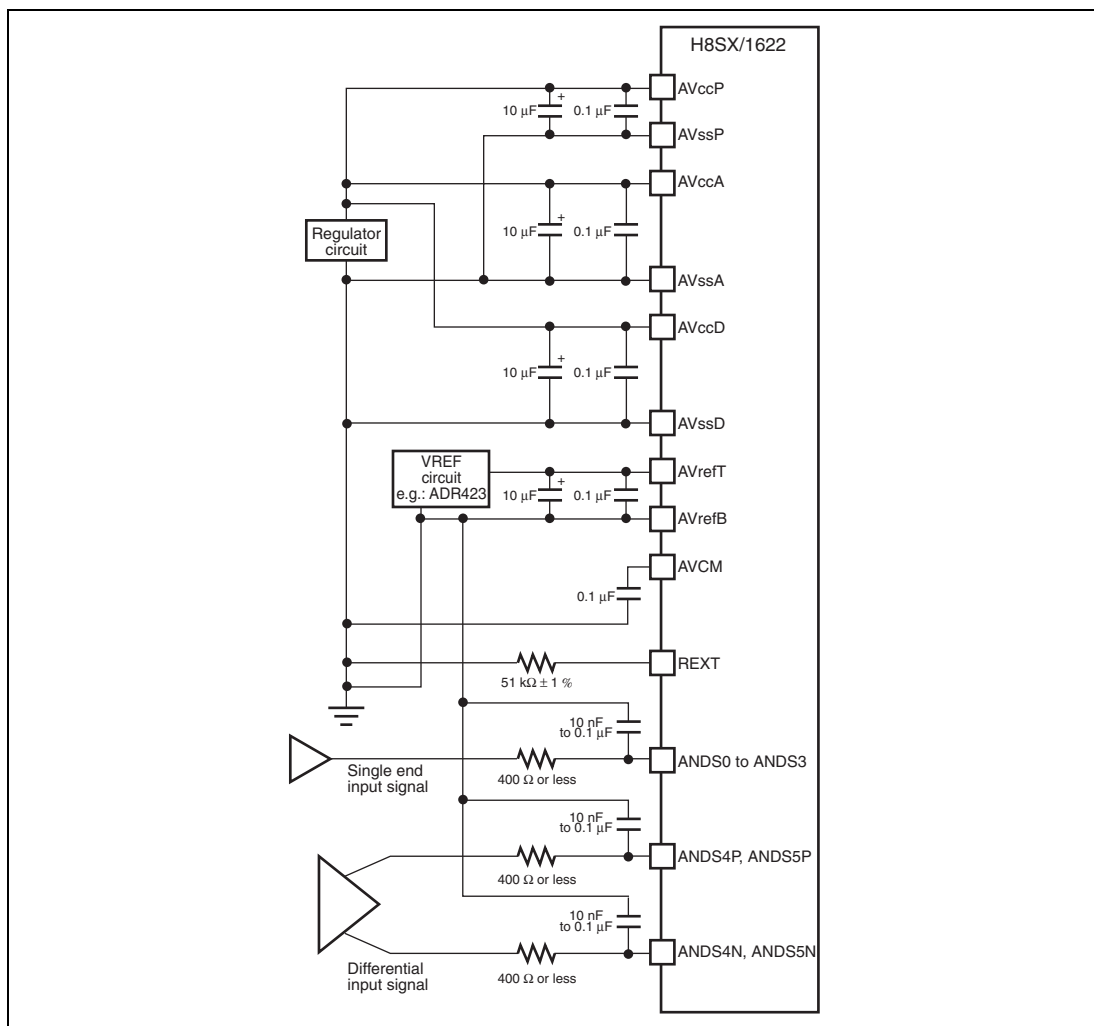 H8SX/1622
AVccP
+
10 μF
0.1 μF
AVssP
AVccA
+
10 μF
0.1 μF
Regulator
circuit
AVssA
AVccD
+
10 μF
0.1 μF
AVssD
VREF
circuit
e.g.: ADR423
AVrefT
+
10 μF
0.1 μF
AVrefB
AVCM
0.1 μF
REXT
51 kΩ ± 1 %
10 nF
to 0.1 μF
ANDS0 to ANDS3
Single end
input signal
400 Ω or less
10 nF
to 0.1 μF
ANDS4P, ANDS5P
400 Ω or less
10 nF
to 0.1 μF
ANDS4N, ANDS5N
Differential
input signal
400 Ω or less